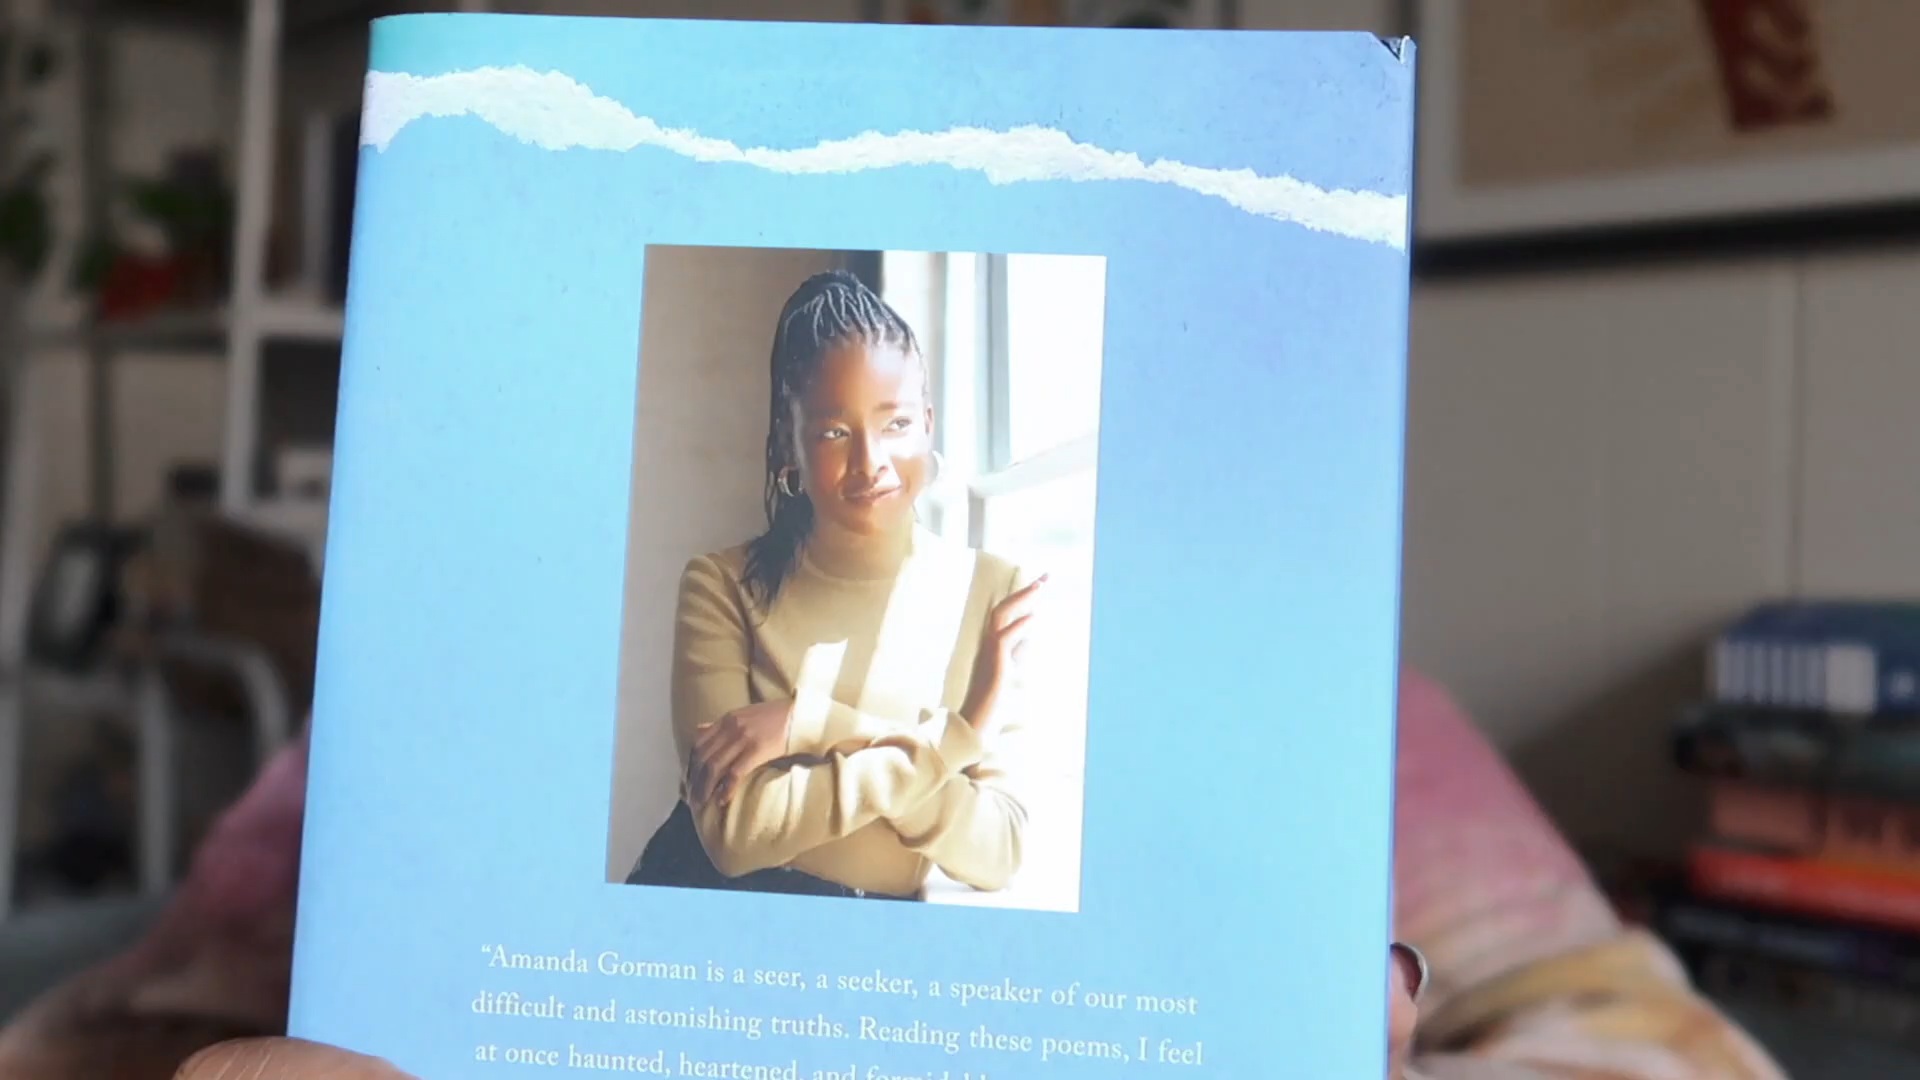 “Amanda Gorman is a seer, a seeker, a speaker of our most
difficult and astonishing truths. Reading these poems, I feel
at once haunted, heartened, and